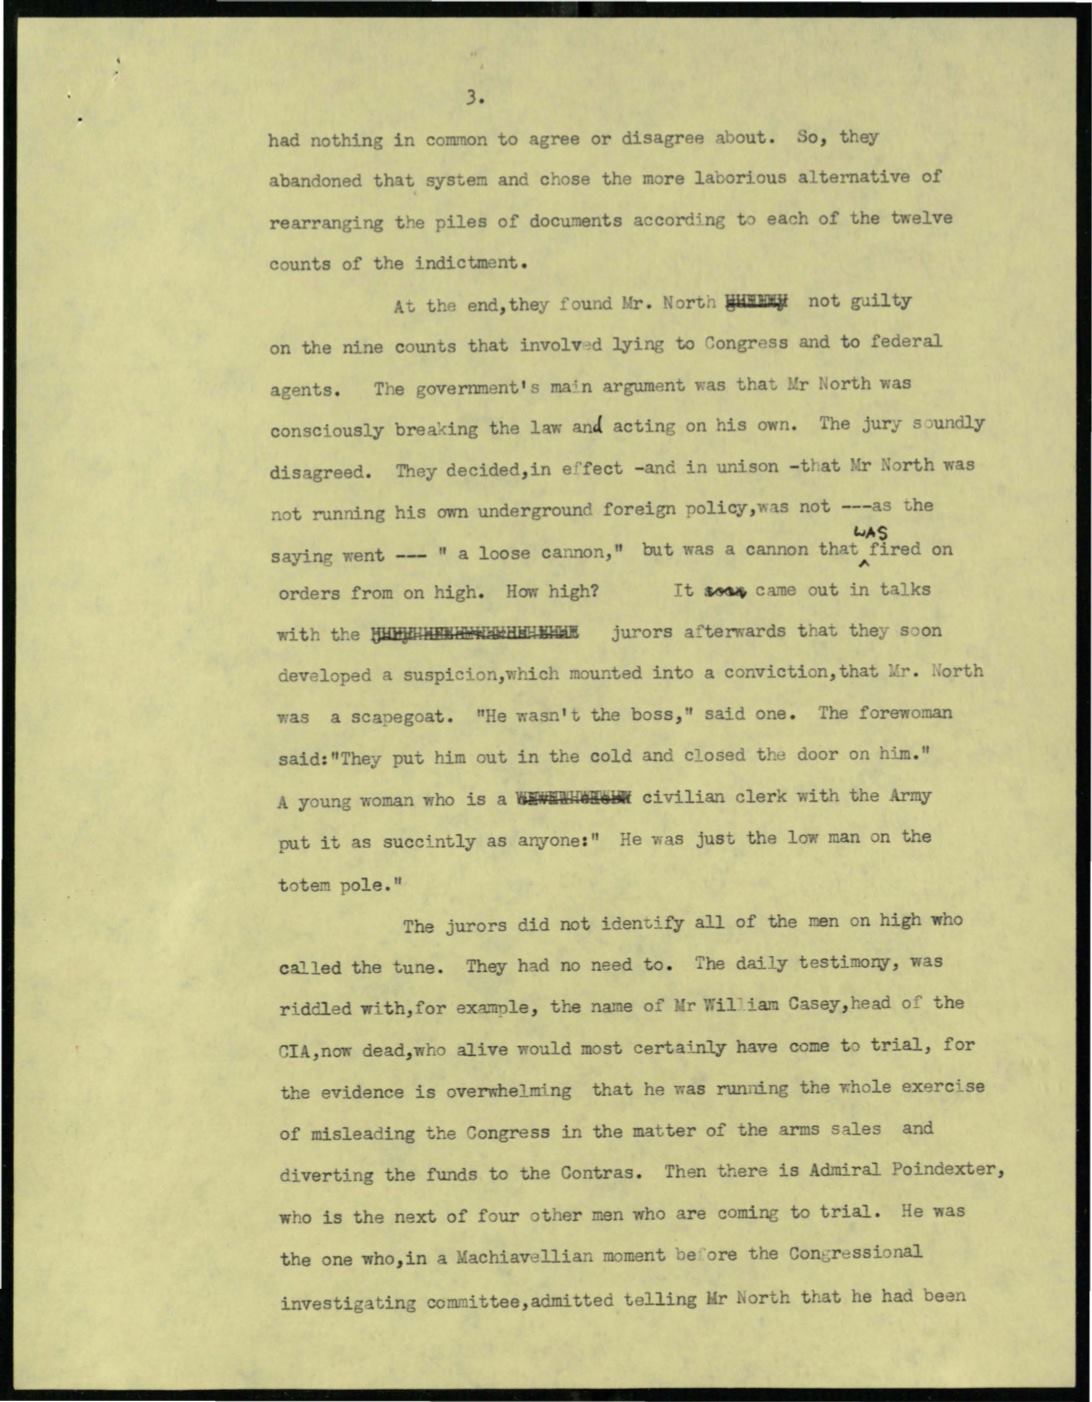 3.
had nothing in common to agree or disagree about. So, they
abandoned that system and chose the more laborious alternative of
rearranging the piles of documents according to each of the twelve
counts of the indictment.
At the end,they found Mr. North not guilty
on the nine counts that involved lying to Congress and to federal
agents. The government's main argument was that Mr North was
consciously breaking the law and acting on his own. The jury soundly
disagreed. They decided,in effect -and in unison -that Mr North was
not running his own underground foreign policy,was not ---as the
saying went --- " a loose cannon," but was a cannon that WAS fired on
orders from on high. How high? It soon came out in talks
with the jurors afterwards that they soon
developed a suspicion,which mounted into a conviction,that Mr. North
was a scapegoat. "He wasn't the boss," said one. The forewoman
said:"They put him out in the cold and closed the door on him."
A young woman who is a civilian clerk with the Army
put it as succintly as anyone:" He was just the low man on the
totem pole."
The jurors did not identify all of the men on high who
called the tune. They had no need to. The daily testimony, was
riddled with,for example, the name of Mr William Casey,head of the
CIA,now dead,who alive would most certainly have come to trial, for
the evidence is overwhelming that he was running the whole exercise
of misleading the Congress in the matter of the arms sales and
diverting the funds to the Contras. Then there is Admiral Poindexter,
who is the next of four other men who are coming to trial. He was
the one who,in a Machiavellian moment before the Congressional
investigating committee,admitted telling Mr North that he had been